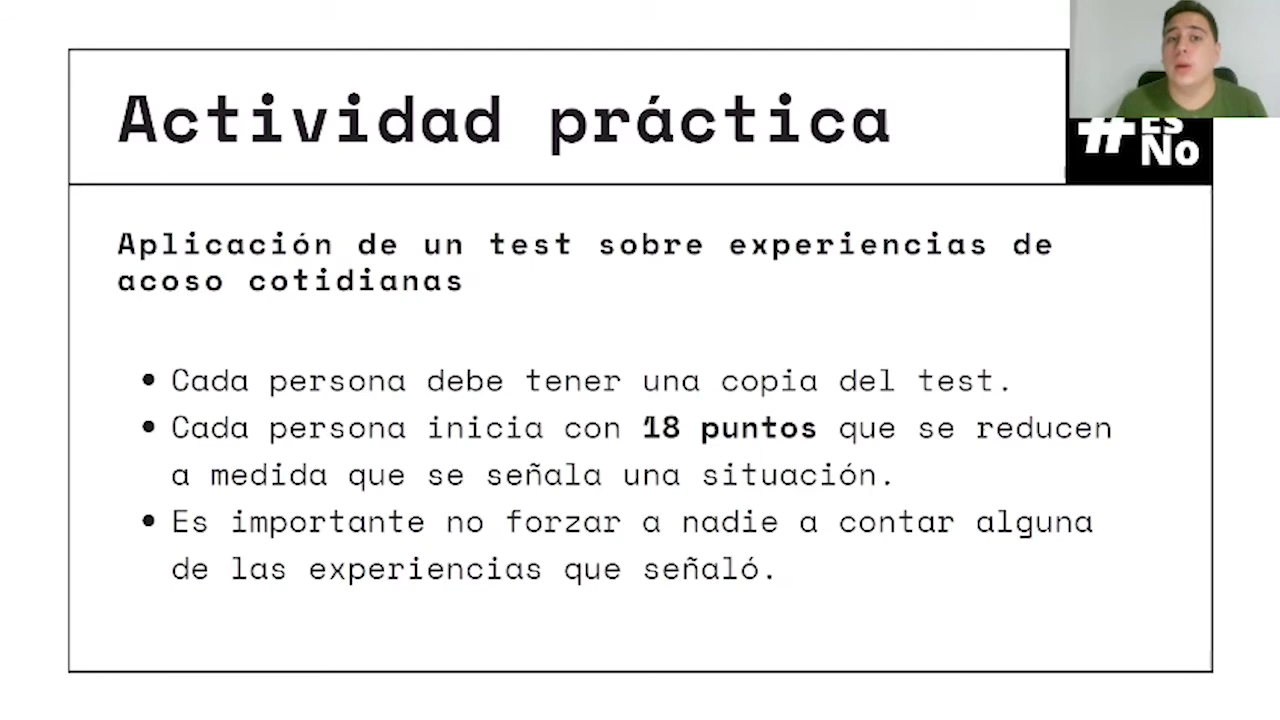 Actividad práctica
# ES
No
Aplicación de un test sobre experiencias de
acoso cotidianas
• Cada persona debe tener una copia del test.
• Cada persona inicia con 18 puntos que se reducen
a medida que se señala una situación.
• Es importante no forzar a nadie a contar alguna
de las experiencias que señaló.